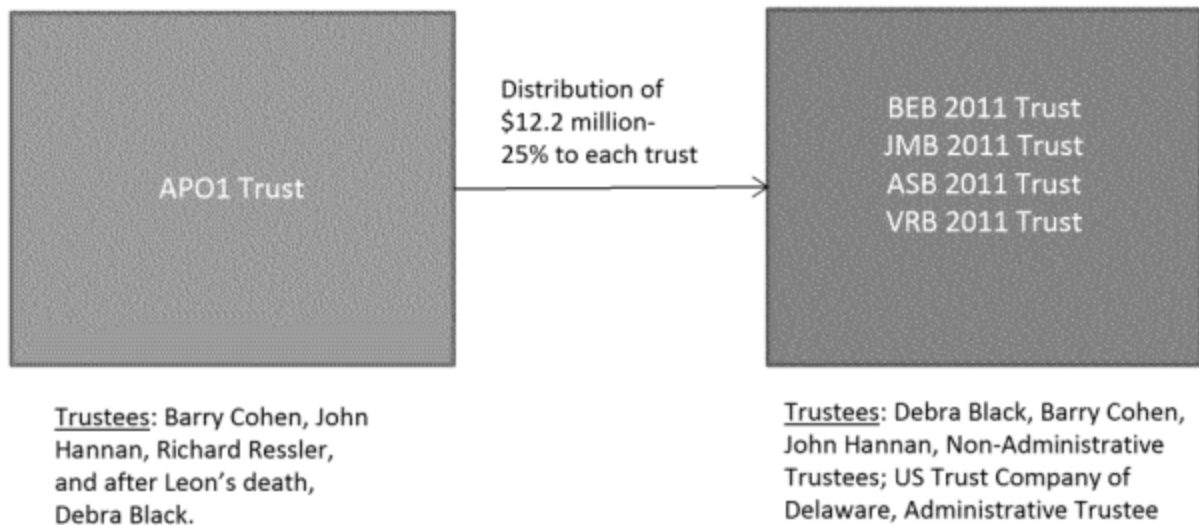 APO1 Trust
Distribution of
$12.2 million-
25% to each trust
BEB 2011 Trust
JMB 2011 Trust
ASB 2011 Trust
VRB 2011 Trust
Trustees: Barry Cohen, John
Hannan, Richard Ressler,
and after Leon's death,
Debra Black.
Trustees: Debra Black, Barry Cohen,
John Hannan, Non-Administrative
Trustees; US Trust Company of
Delaware, Administrative Trustee